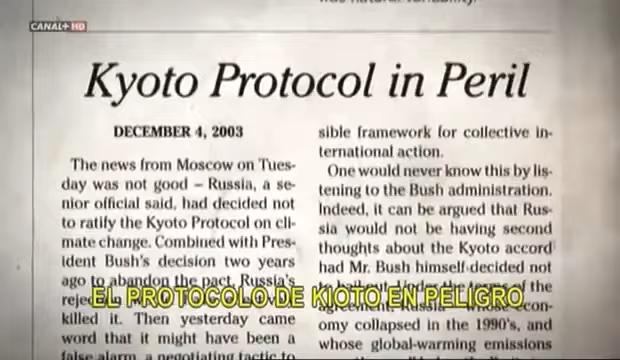 CANAL+ HD
Kyoto Protocol in Peril
DECEMBER 4, 2003
The news from Moscow on Tues-
day was not good – Russia, a se-
nior official said, had decided not
to ratify the Kyoto Protocol on cli-
mate change. Combined with Pres-
ident Bush's decision two years
ago to abandon the pact, Russia's
killed it. Then yesterday came
word that it might have been a
false alarm, a negotiating tactic to
sible framework for collective in-
ternational action.
One would never know this by lis-
tening to the Bush administration.
Indeed, it can be argued that Rus-
sia would not be having second
thoughts about the Kyoto accord
had Mr. Bush himself decided not
of the
omy collapsed in the 1990's, and
whose global-warming emissions
EL PROTOCOLO DE KIOTO EN PELIGRO